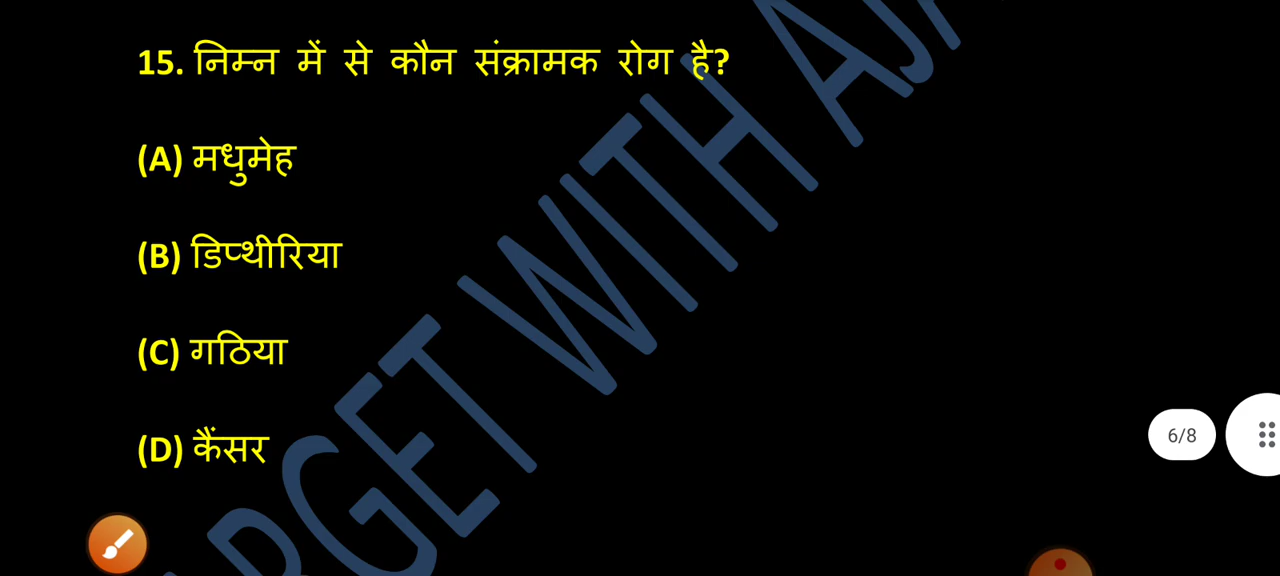 15. निम्न में से कौन संक्रामक रोग है?
(A) मधुमेह
(B) डिप्थीरिया
(C) गठिया
(D) कैंसर
6/8